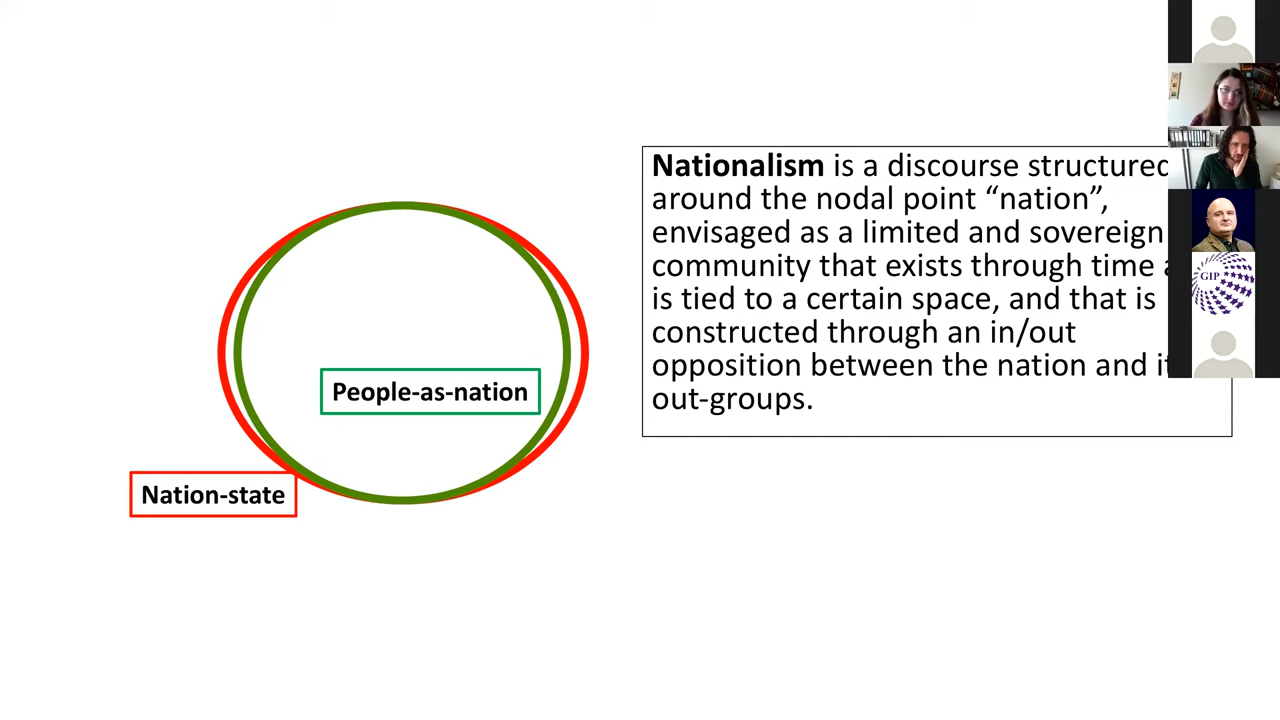 Nationalism is a discourse structured
around the nodal point “nation”,
envisaged as a limited and sovereign
community that exists through time
is tied to a certain space, and that is
constructed through an in/out
opposition between the nation and
out-groups.
People-as-nation
Nation-state
GIP